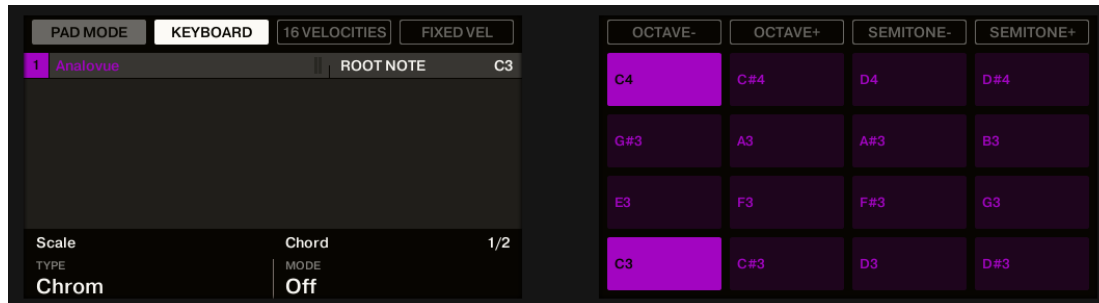 PAD MODE KEYBOARD 16 VELOCITIES FIXED VEL
1 Analovue ROOT NOTE C3
Scale Chord 1/2
TYPE MODE
Chrom Off
OCTAVE- OCTAVE+ SEMITONE- SEMITONE+
C4 C#4 D4 D#4
G#3 A3 A#3 B3
E3 F3 F#3 G3
C3 C#3 D3 D#3